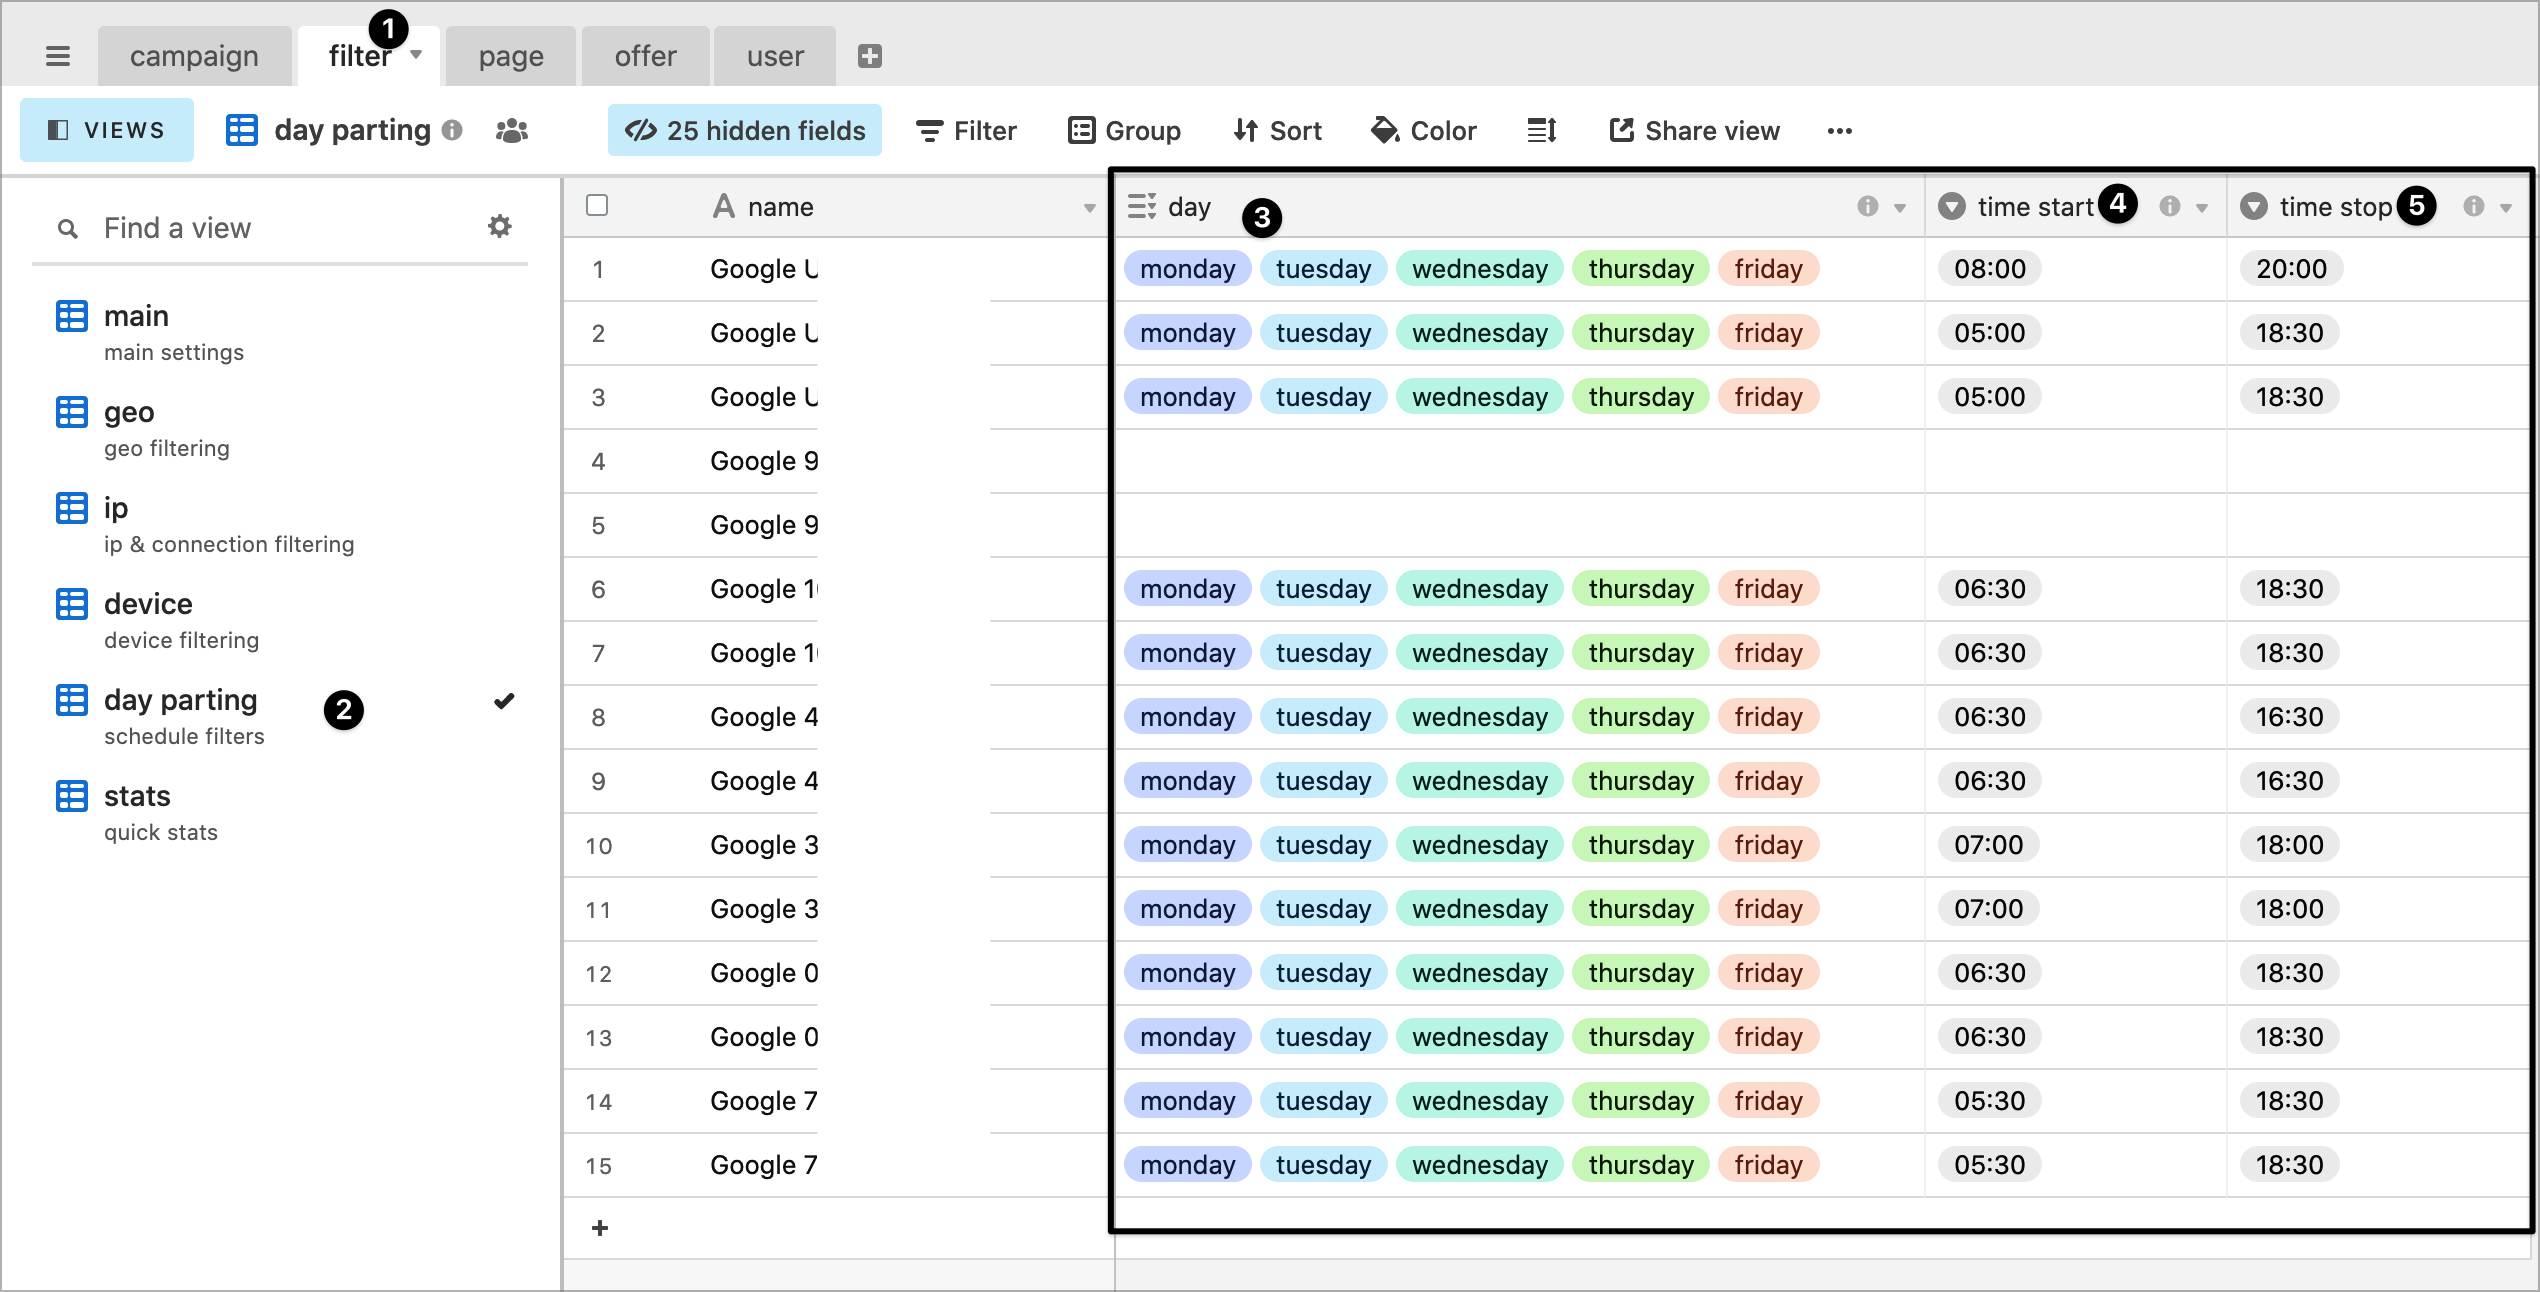 1
campaign filter page offer user
VIEWS day parting 25 hidden fields Filter Group Sort Color Share view
Find a view
main
main settings
geo
geo filtering
ip
ip & connection filtering
device
device filtering
day parting 2
schedule filters
stats
quick stats
name day 3 time start 4 time stop 5
1 Google U monday tuesday wednesday thursday friday 08:00 20:00
2 Google U monday tuesday wednesday thursday friday 05:00 18:30
3 Google U monday tuesday wednesday thursday friday 05:00 18:30
4 Google 9
5 Google 9
6 Google 1 monday tuesday wednesday thursday friday 06:30 18:30
7 Google 1 monday tuesday wednesday thursday friday 06:30 18:30
8 Google 4 monday tuesday wednesday thursday friday 06:30 16:30
9 Google 4 monday tuesday wednesday thursday friday 06:30 16:30
10 Google 3 monday tuesday wednesday thursday friday 07:00 18:00
11 Google 3 monday tuesday wednesday thursday friday 07:00 18:00
12 Google 0 monday tuesday wednesday thursday friday 06:30 18:30
13 Google 0 monday tuesday wednesday thursday friday 06:30 18:30
14 Google 7 monday tuesday wednesday thursday friday 05:30 18:30
15 Google 7 monday tuesday wednesday thursday friday 05:30 18:30
+